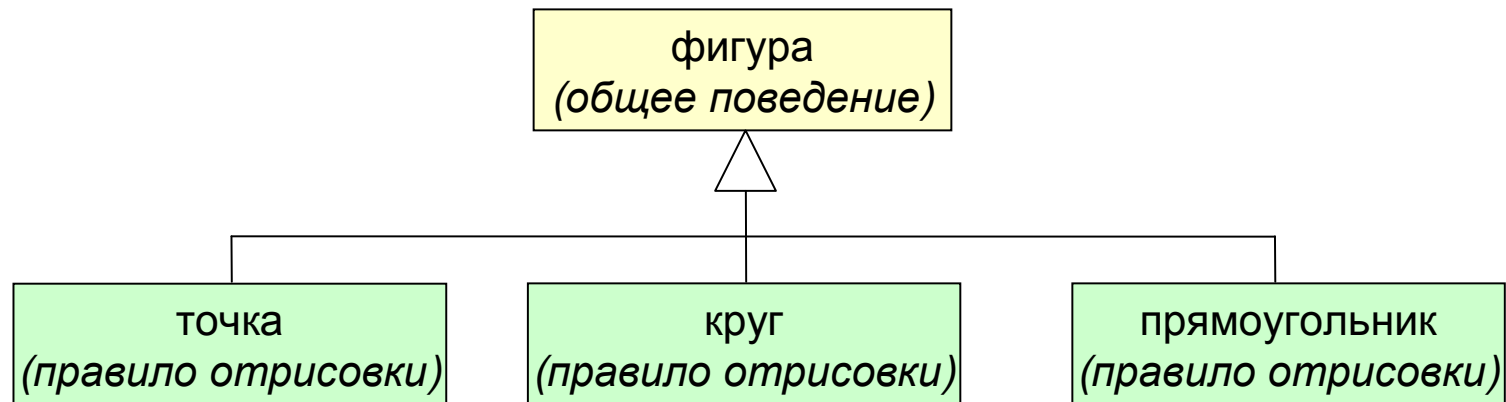 фигура
(общее поведение)
точка
(правило отрисовки)
круг
(правило отрисовки)
прямоугольник
(правило отрисовки)